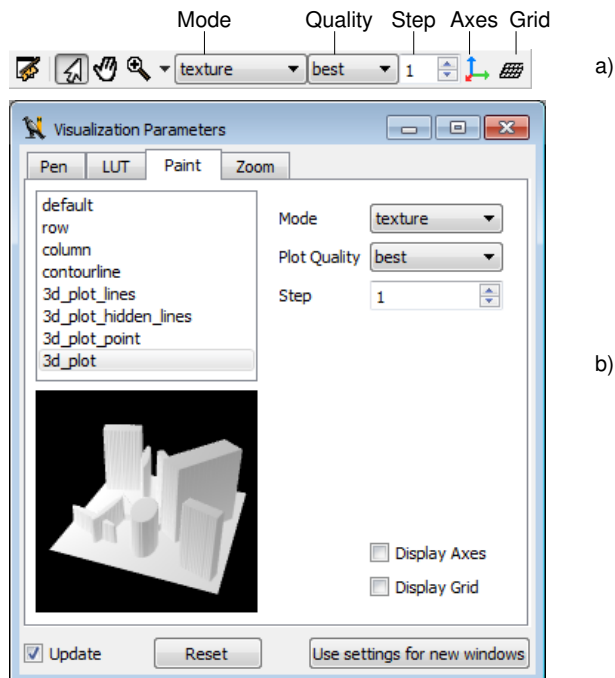 Mode Quality Step Axes Grid
texture best 1 a)
Visualization Parameters
Pen LUT Paint Zoom
default
row
column
contourline
3d_plot_lines
3d_plot_hidden_lines
3d_plot_point
3d_plot
Mode texture
Plot Quality best
Step 1
b)
Display Axes
Display Grid
Update Reset Use settings for new windows